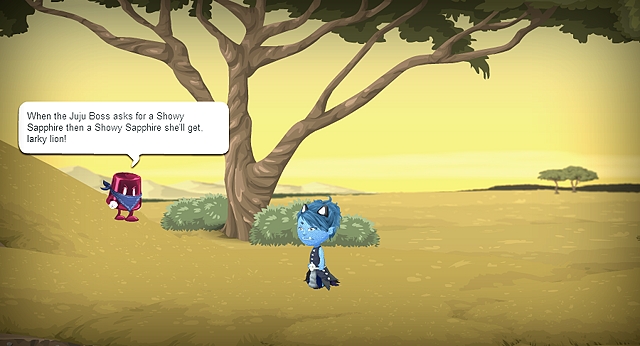 When the Juju Boss asks for a Showy
Sapphire then a Showy Sapphire she'll get,
larky lion!